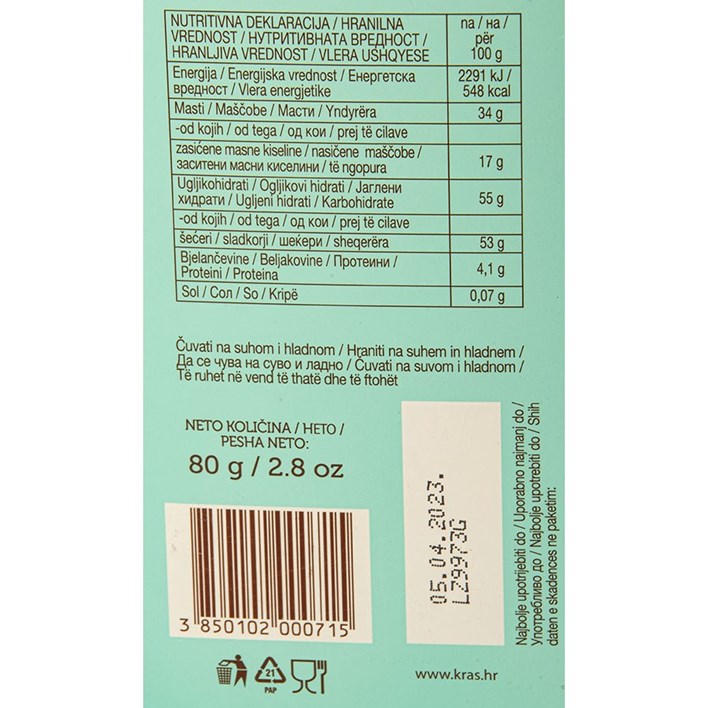 NUTRITIVNA DEKLARACIJA / HRANILNA
VREDNOST / НУТРИТИВНАТА ВРЕДНОСТ /
HRANLJIVA VREDNOST / VLERA USHQYESE
na / на /
për
100 g
Energija / Energijska vrednost / Енергетска
вредност / Vlera energjetike
2291 kJ /
548 kcal
Masti / Maščobe / Масти / Yndyrëra
34 g
-od kojih / od tega / од кои / prej të cilave
zasićene masne kiseline / nasičene maščobe /
заситени масни киселини / të ngopura
17 g
Ugljikohidrati / Ogljikovi hidrati / Јаглени
хидрати / Ugljeni hidrati / Karbohidrate
55 g
-od kojih / od tega / од кои / prej të cilave
šećeri / sladkorji / шеќери / sheqerëra
53 g
Bjelančevine / Beljakovine / Протеини /
Proteini / Proteina
4,1 g
Sol / Сол / So / Kripë
0,07 g
Čuvati na suhom i hladnom / Hraniti na suhem in hladnem /
Да се чува на суво и ладно / Čuvati na suvom i hladnom /
Të ruhet në vend të thatë dhe të ftohët
NETO KOLIČINA / НЕТО /
PESHA NETO:
80 g / 2.8 oz
3 850102 000715
05.04.2023.
LZ9973G
Najbolje upotrijebiti do / Uporabno najmanj do /
Употребливо до / Najbolje upotrebiti do / Shih
daten e skadences ne paketim:
21
PAP
www.kras.hr